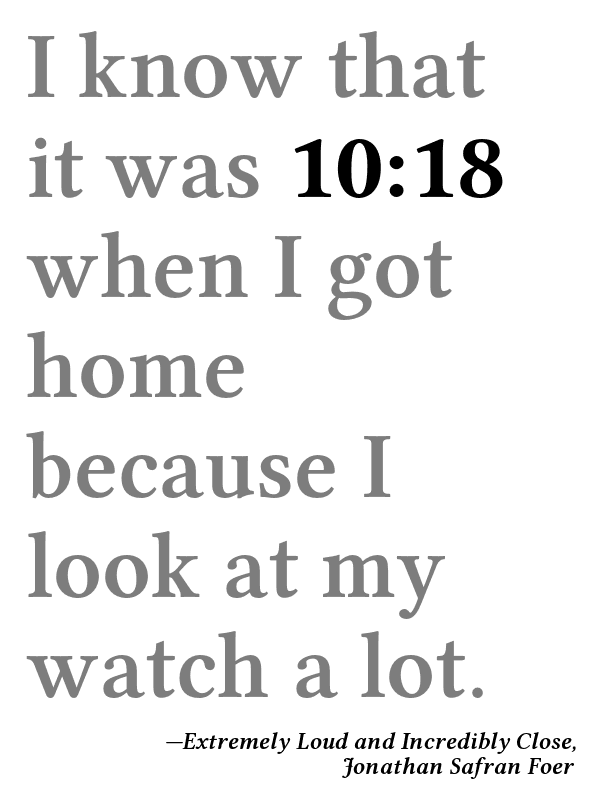 I know that
it was 10:18
when I got
home
because I
look at my
watch a lot.
—Extremely Loud and Incredibly Close,
Jonathan Safran Foer